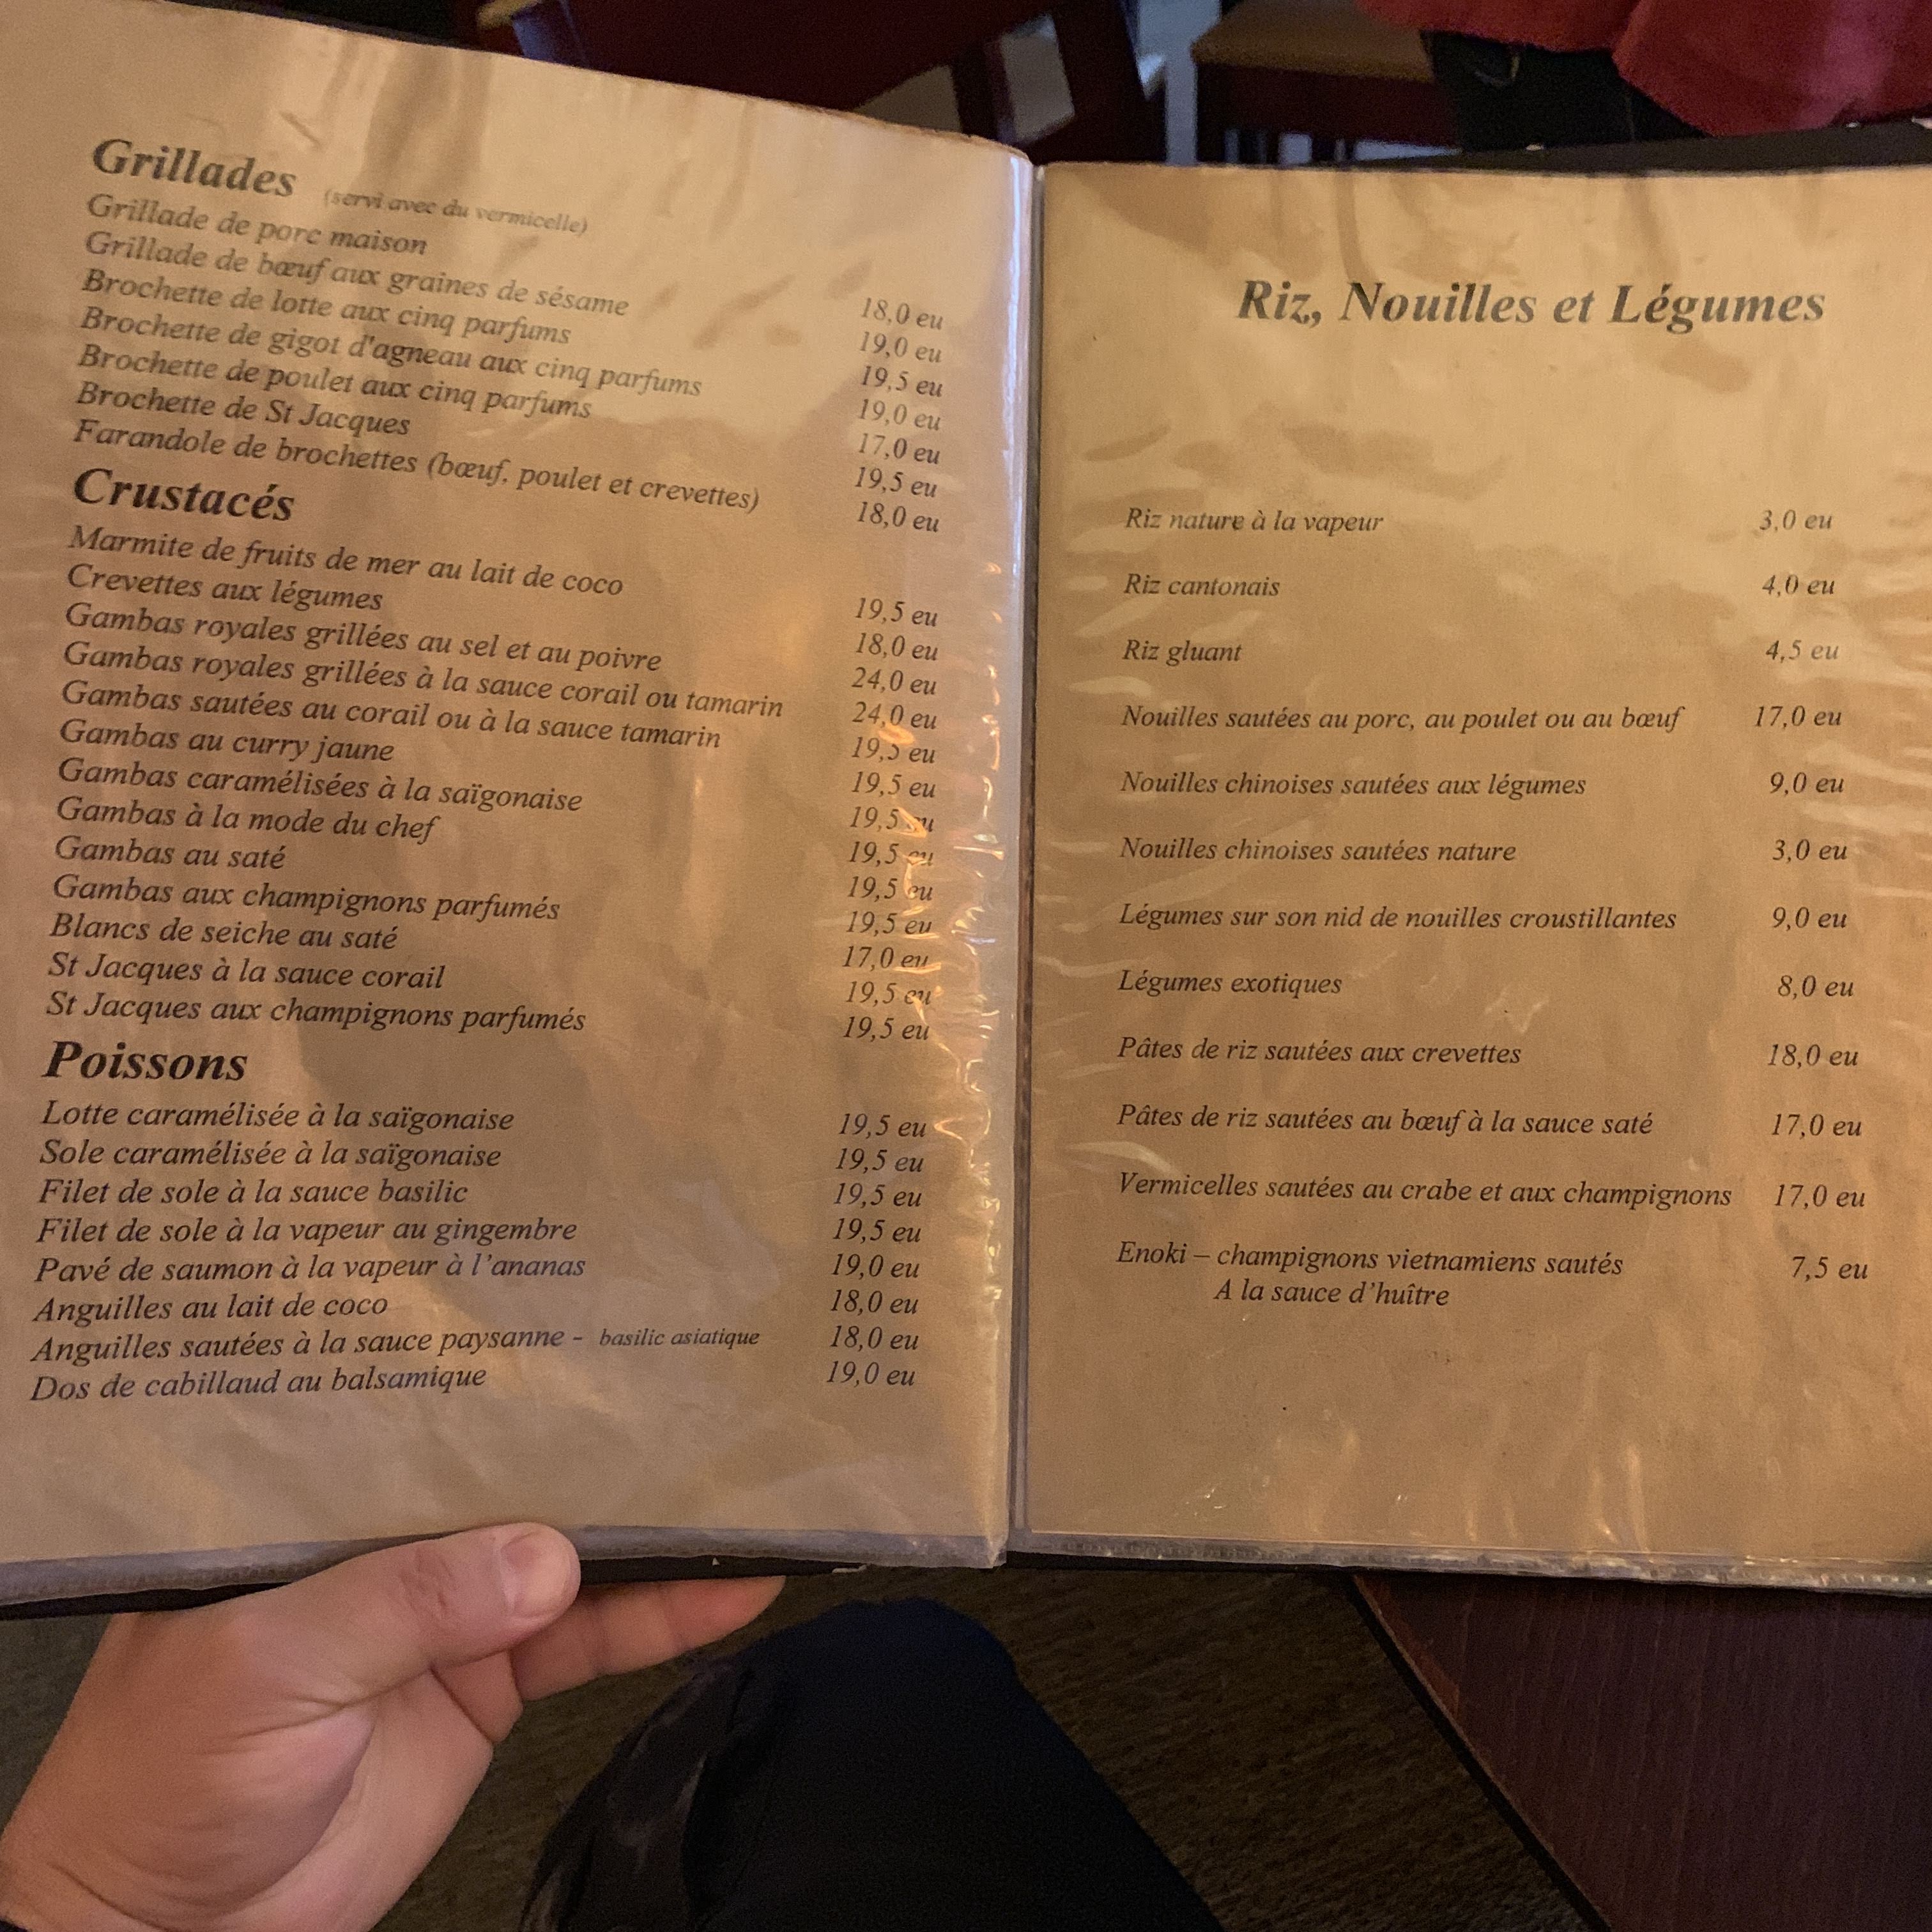 Grillades (servi avec du vermicelle)
Grillade de porc maison 18,0 eu
Grillade de bœuf aux graines de sésame 19,0 eu
Brochette de lotte aux cinq parfums 19,5 eu
Brochette de gigot d'agneau aux cinq parfums 19,0 eu
Brochette de poulet aux cinq parfums 17,0 eu
Brochette de St Jacques 19,5 eu
Farandole de brochettes (bœuf, poulet et crevettes) 18,0 eu
Crustacés
Marmite de fruits de mer au lait de coco 19,5 eu
Crevettes aux légumes 18,0 eu
Gambas royales grillées au sel et au poivre 24,0 eu
Gambas royales grillées à la sauce corail ou tamarin 24,0 eu
Gambas sautées au corail ou à la sauce tamarin 19,5 eu
Gambas au curry jaune 19,5 eu
Gambas caramélisées à la saïgonaise 19,5 eu
Gambas à la mode du chef 19,5 eu
Gambas au saté 19,5 eu
Gambas aux champignons parfumés 19,5 eu
Blancs de seiche au saté 17,0 eu
St Jacques à la sauce corail 19,5 eu
St Jacques aux champignons parfumés 19,5 eu
Poissons
Lotte caramélisée à la saïgonaise 19,5 eu
Sole caramélisée à la saïgonaise 19,5 eu
Filet de sole à la sauce basilic 19,5 eu
Filet de sole à la vapeur au gingembre 19,5 eu
Pavé de saumon à la vapeur à l’ananas 19,0 eu
Anguilles au lait de coco 18,0 eu
Anguilles sautées à la sauce paysanne - basilic asiatique 18,0 eu
Dos de cabillaud au balsamique 19,0 eu
Riz, Nouilles et Légumes
Riz nature à la vapeur 3,0 eu
Riz cantonais 4,0 eu
Riz gluant 4,5 eu
Nouilles sautées au porc, au poulet ou au bœuf 17,0 eu
Nouilles chinoises sautées aux légumes 9,0 eu
Nouilles chinoises sautées nature 3,0 eu
Légumes sur son nid de nouilles croustillantes 9,0 eu
Légumes exotiques 8,0 eu
Pâtes de riz sautées aux crevettes 18,0 eu
Pâtes de riz sautées au bœuf à la sauce saté 17,0 eu
Vermicelles sautées au crabe et aux champignons 17,0 eu
Enoki – champignons vietnamiens sautés 7,5 eu
A la sauce d’huître